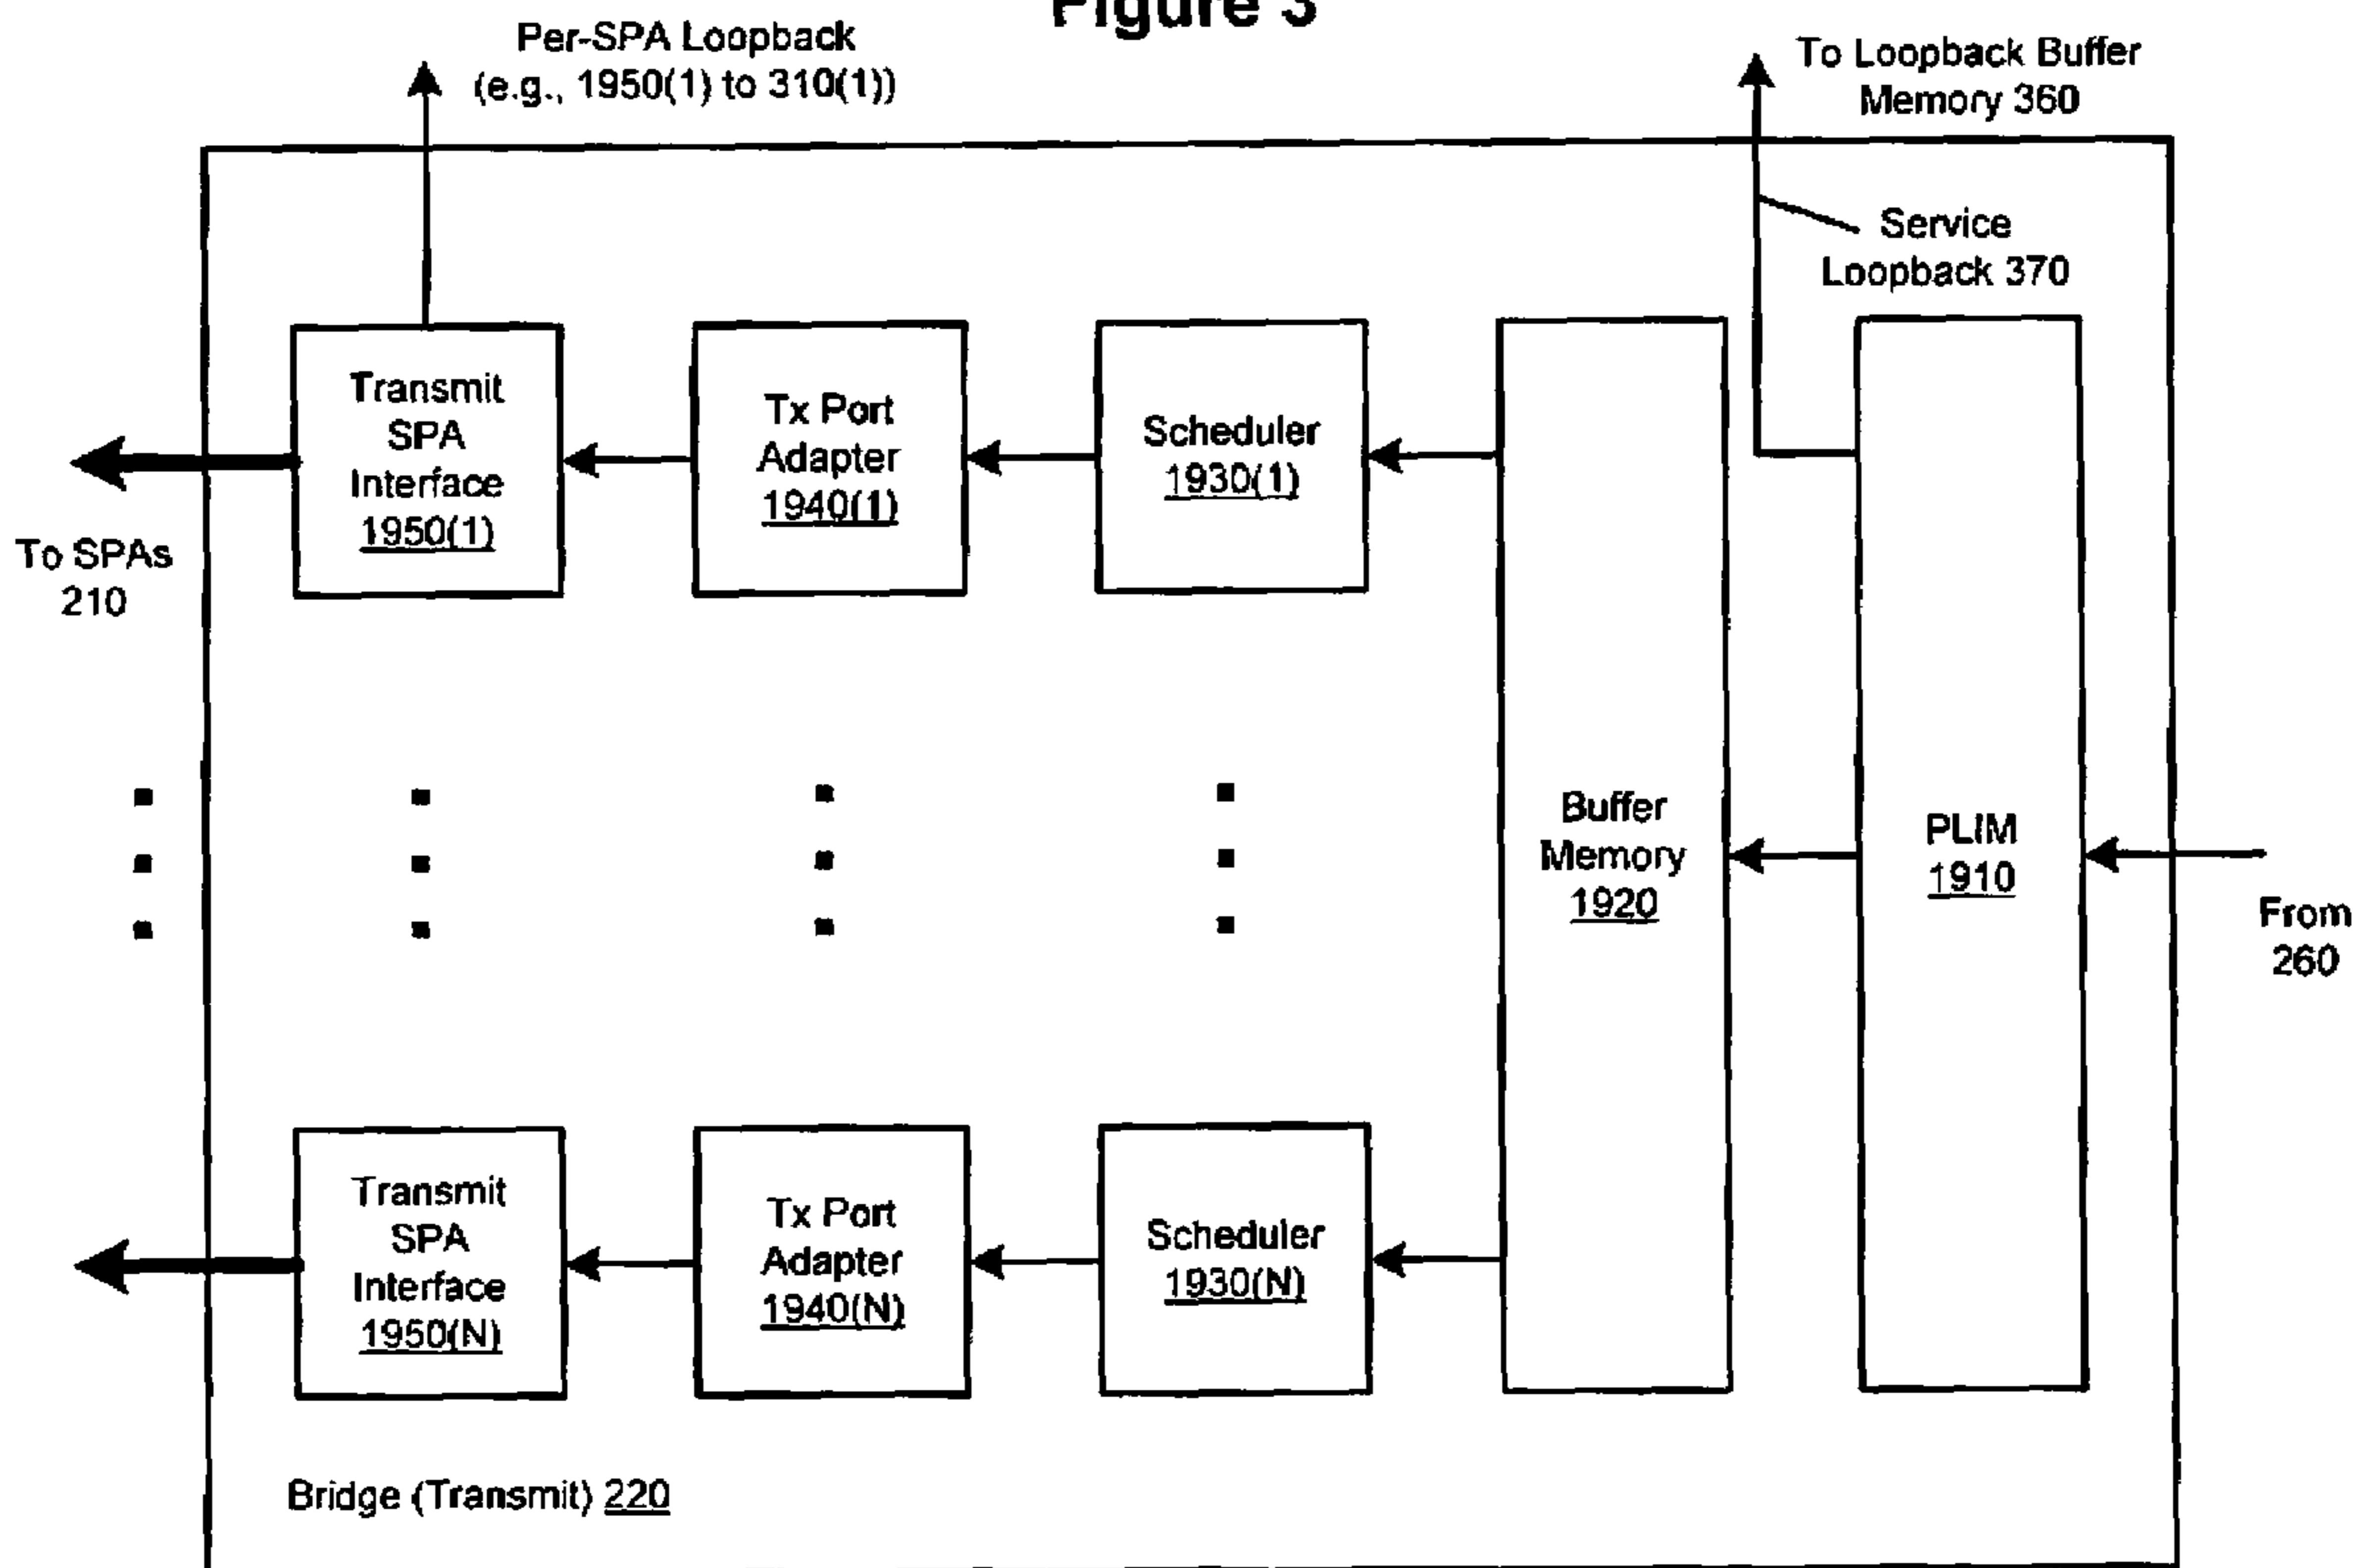 Figure 3
Per-SPA Loopback
(e.g., 1950(1) to 310(1))
To Loopback Buffer
Memory 360
Service
Loopback 370
Transmit
SPA
Interface
1950(1)
Tx Port
Adapter
1940(1)
Scheduler
1930(1)
To SPAs
210
Buffer
Memory
1920
PLIM
1910
From
260
Transmit
SPA
Interface
1950(N)
Tx Port
Adapter
1940(N)
Scheduler
1930(N)
Bridge (Transmit) 220